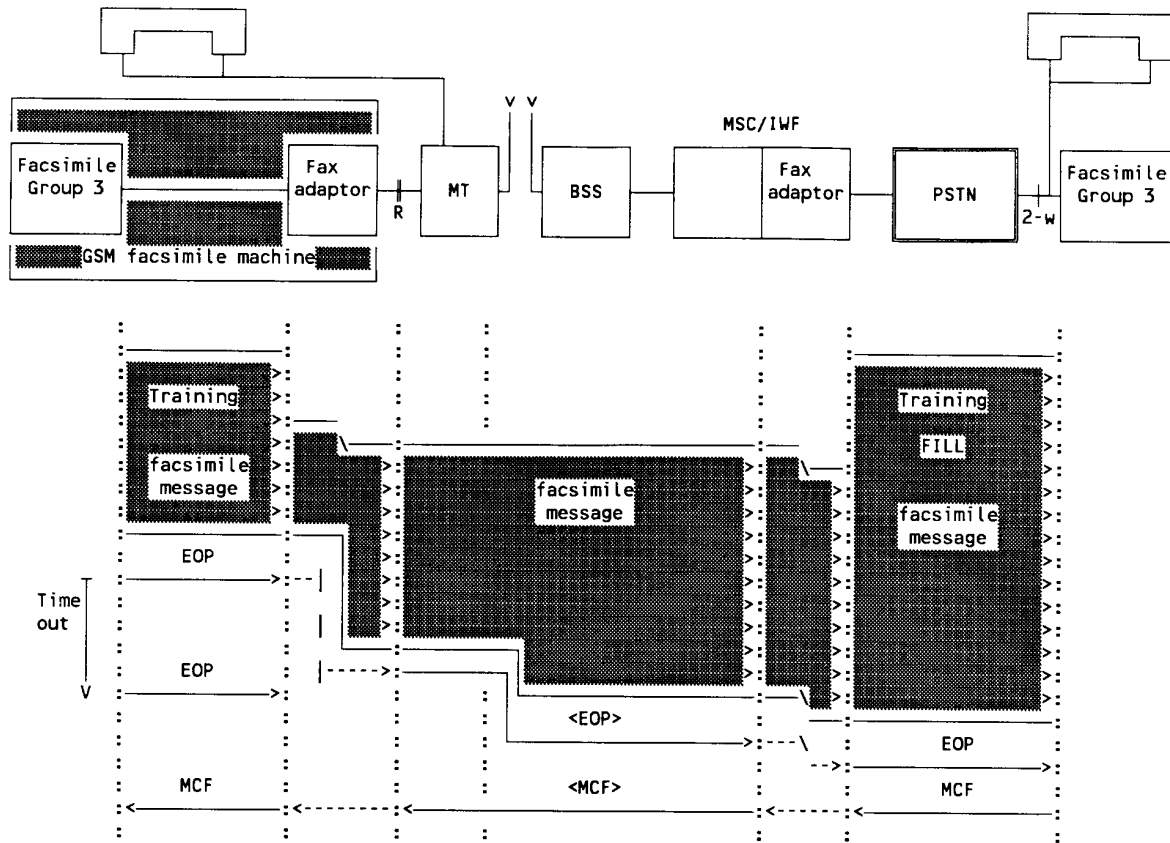 MSC/IWF
Facsimile
Group 3
Fax
adaptor
R
MT
BSS
Fax
adaptor
PSTN
2-w
Facsimile
Group 3
GSM facsimile machine
Training
facsimile
message
facsimile
message
Training
FILL
facsimile
message
EOP
Time
out
EOP
<EOP>
EOP
MCF
<MCF>
MCF